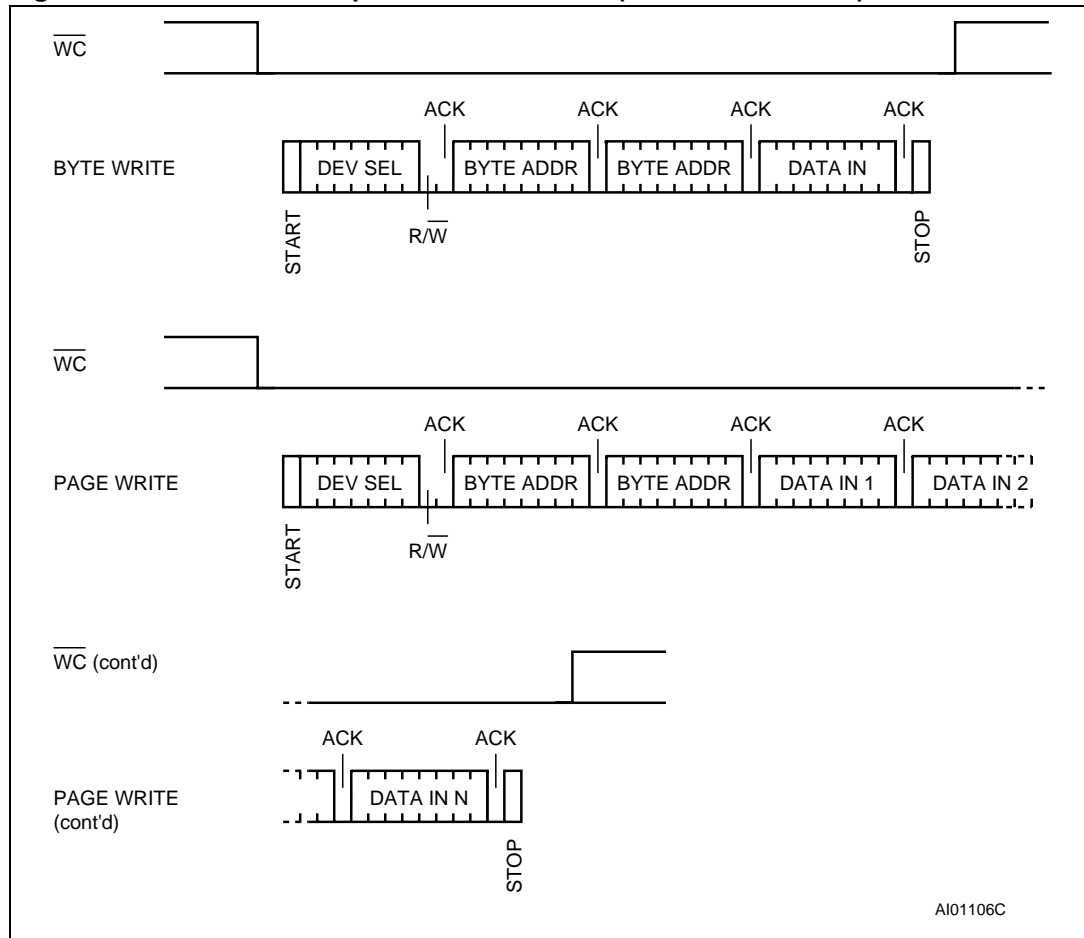 WC
ACK ACK ACK ACK
BYTE WRITE DEV SEL BYTE ADDR BYTE ADDR DATA IN
R/W
START STOP
WC
ACK ACK ACK ACK
PAGE WRITE DEV SEL BYTE ADDR BYTE ADDR DATA IN 1 DATA IN 2
R/W
START
WC (cont'd)
ACK ACK
PAGE WRITE DATA IN N
(cont'd)
STOP
AI01106C